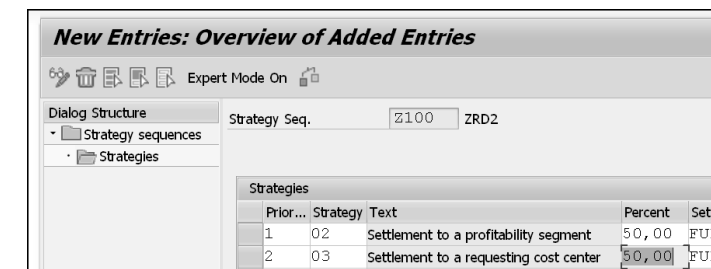 New Entries: Overview of Added Entries
Expert Mode On
Dialog Structure
Strategy sequences
Strategies
Strategy Seq. Z100 ZRD2
Strategies
Prior... Strategy Text Percent Set
1 02 Settlement to a profitability segment 50,00 FU
2 03 Settlement to a requesting cost center 50,00 FU